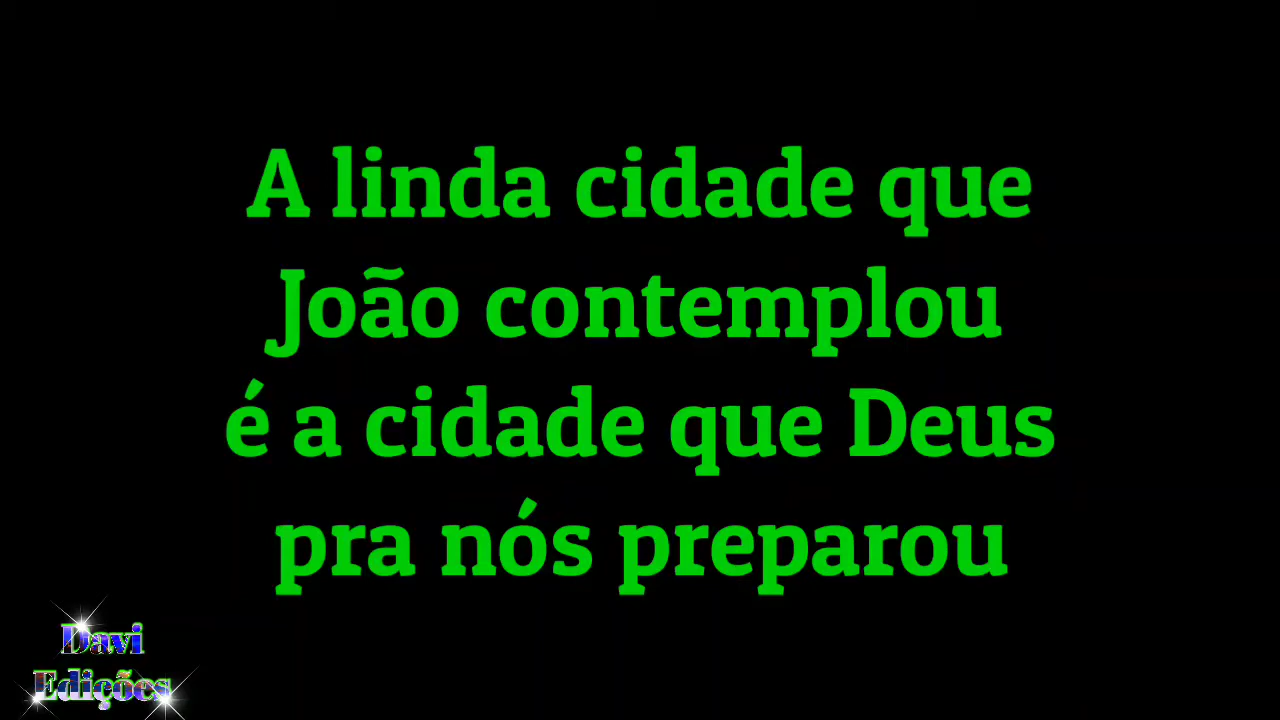 A linda cidade que
João contemplou
é a cidade que Deus
pra nós preparou
Davi
Edições